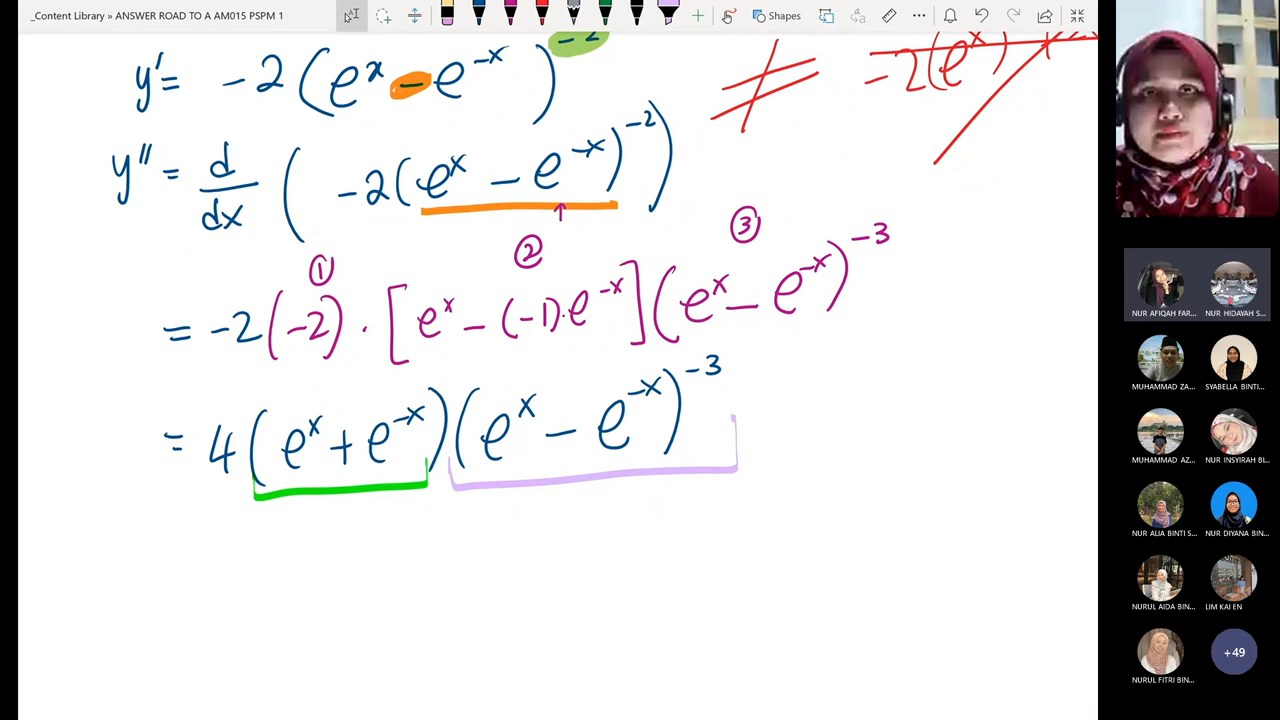 _Content Library » ANSWER ROAD TO A AM015 PSPM 1
Shapes
y' = -2(e^x - e^{-x})^{-2}
≠ -2(e^x)
y'' = d/dx (-2(e^x - e^{-x})^{-2})
↑
① ② ③
= -2(-2) · [e^x - (-1)·e^{-x}](e^x - e^{-x})^{-3}
= 4(e^x + e^{-x})(e^x - e^{-x})^{-3}
NUR AFIQAH FAR...
NUR HIDAYAH S...
MUHAMMAD ZA...
SYABELLA BINTI...
MUHAMMAD AZ...
NUR INSYIRAH BI...
NUR ALIA BINTI S...
NUR DIYANA BIN...
NURUL AIDA BIN...
LIM KAI EN
NURUL FITRI BIN...
+49